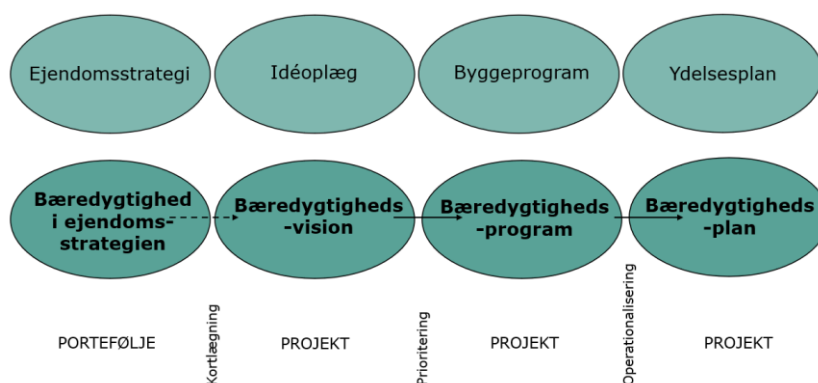 Ejendomsstrategi
Idéoplæg
Byggeprogram
Ydelsesplan
Bæredygtighed
i ejendoms-
strategien
Bæredygtigheds
-vision
Bæredygtigheds
-program
Bæredygtigheds
-plan
PORTEFØLJE
Kortlægning
PROJEKT
Prioritering
PROJEKT
Operationalisering
PROJEKT